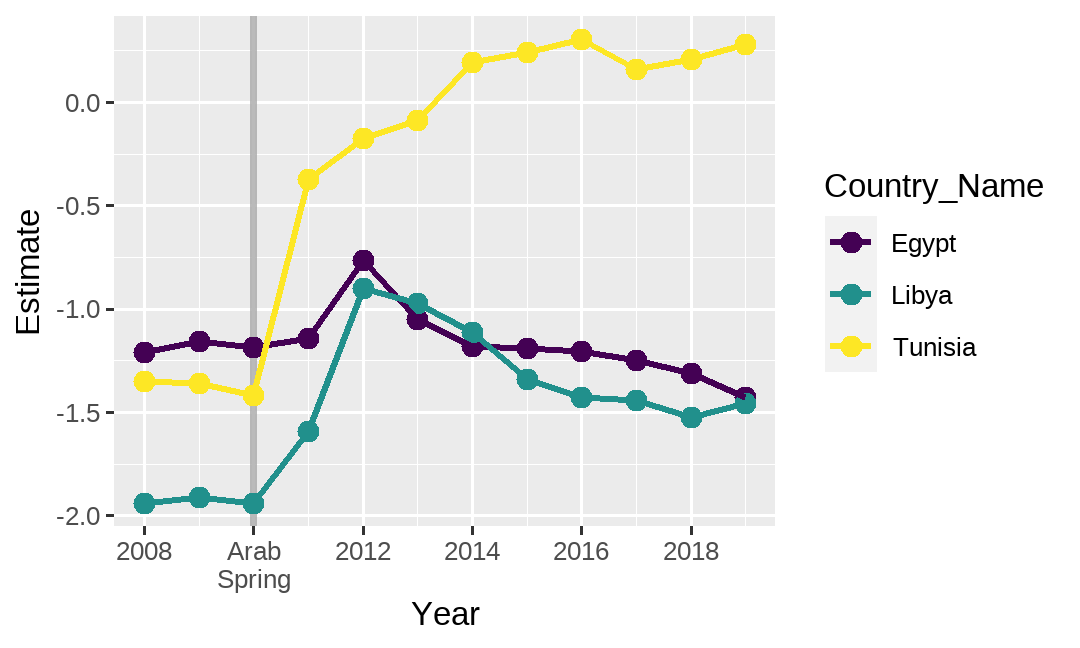 0.0
-0.5
-1.0
-1.5
-2.0
Estimate
2008
Arab
Spring
2012
2014
2016
2018
Year
Country_Name
Egypt
Libya
Tunisia